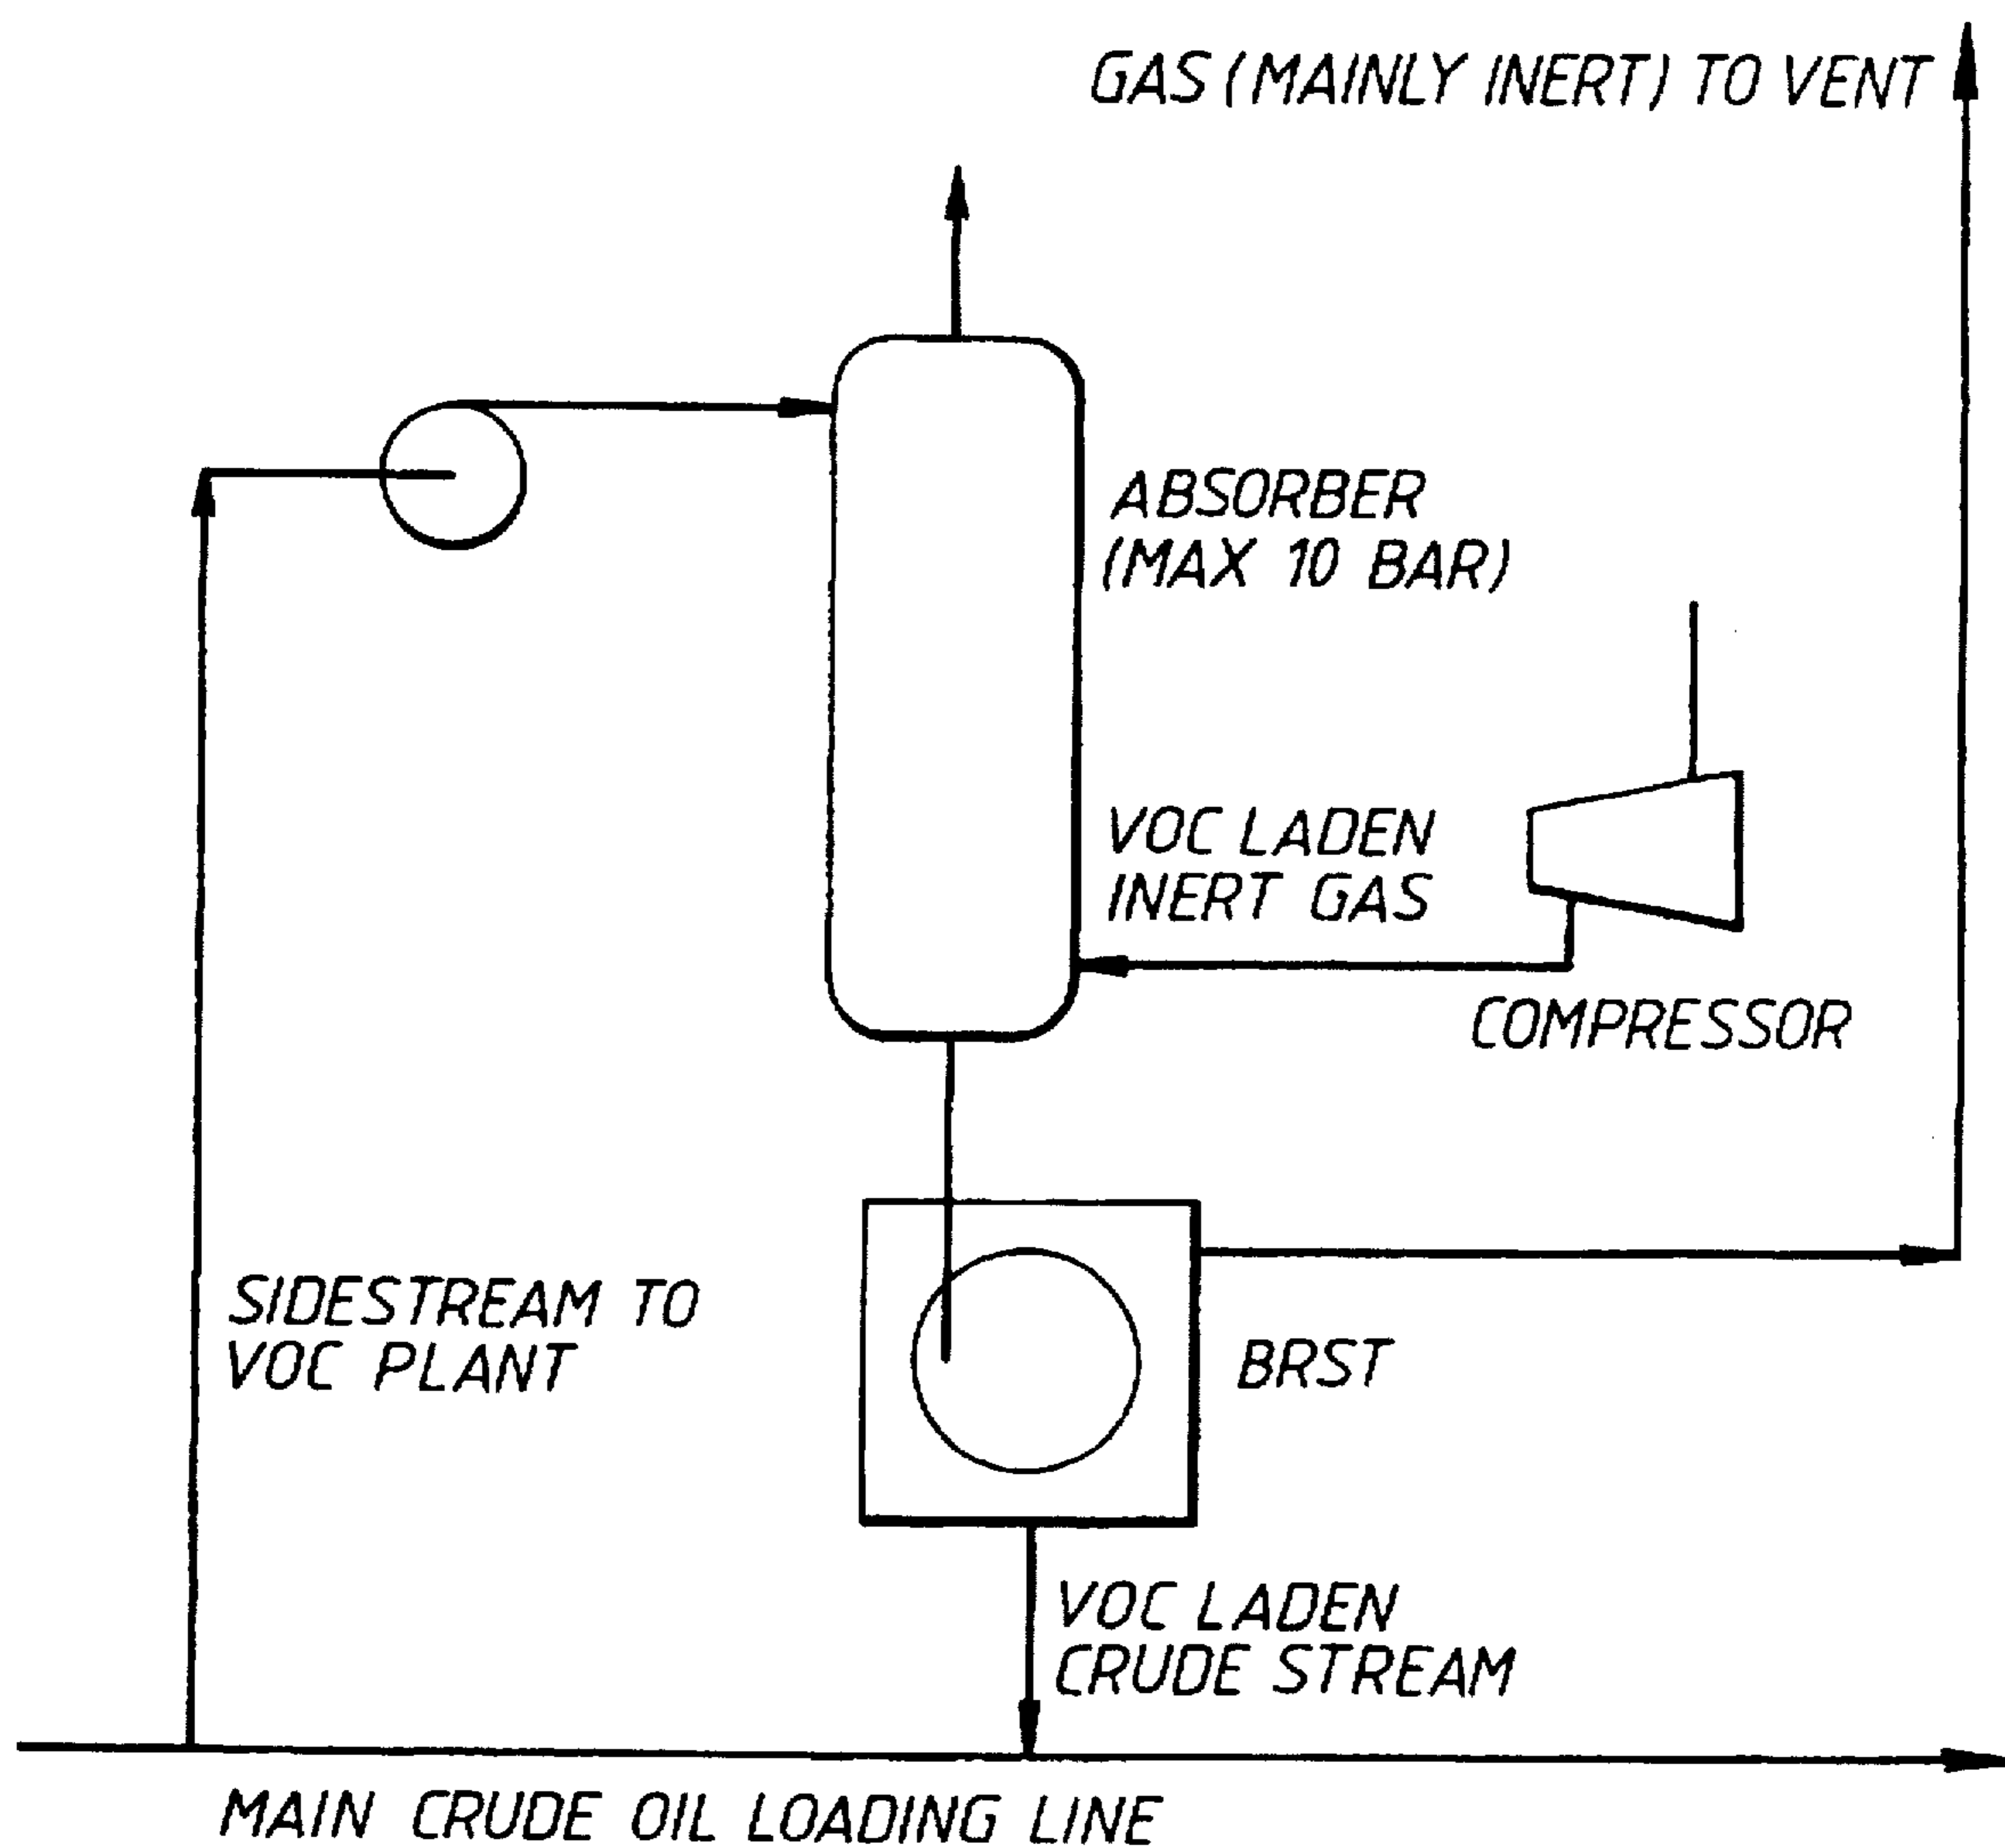 GAS (MAINLY INERT) TO VENT
ABSORBER
(MAX 10 BAR)
VOC LADEN
INERT GAS
COMPRESSOR
SIDESTREAM TO
VOC PLANT
BRST
VOC LADEN
CRUDE STREAM
MAIN CRUDE OIL LOADING LINE